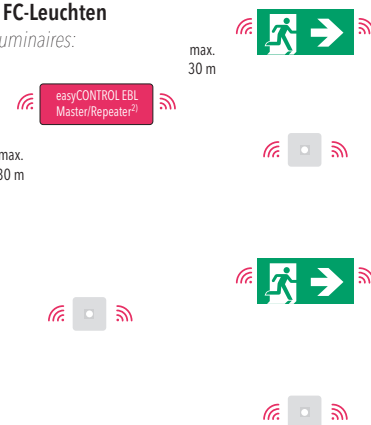 FC-Leuchten
uminaires:
max.
30 m
easyCONTROL EBL
Master/Repeater2)
max.
30 m